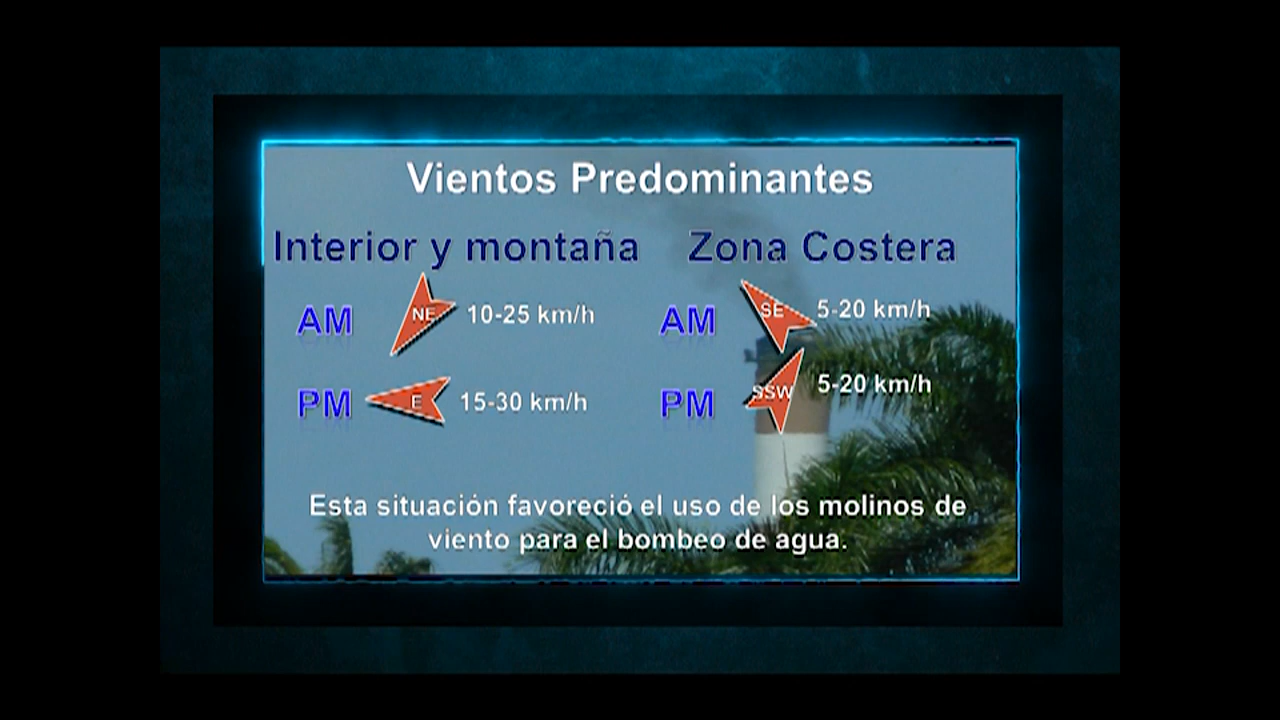 Vientos Predominantes
Interior y montaña
Zona Costera
AM NE 10-25 km/h
AM SE 5-20 km/h
PM E 15-30 km/h
PM SSW 5-20 km/h
Esta situación favoreció el uso de los molinos de
viento para el bombeo de agua.